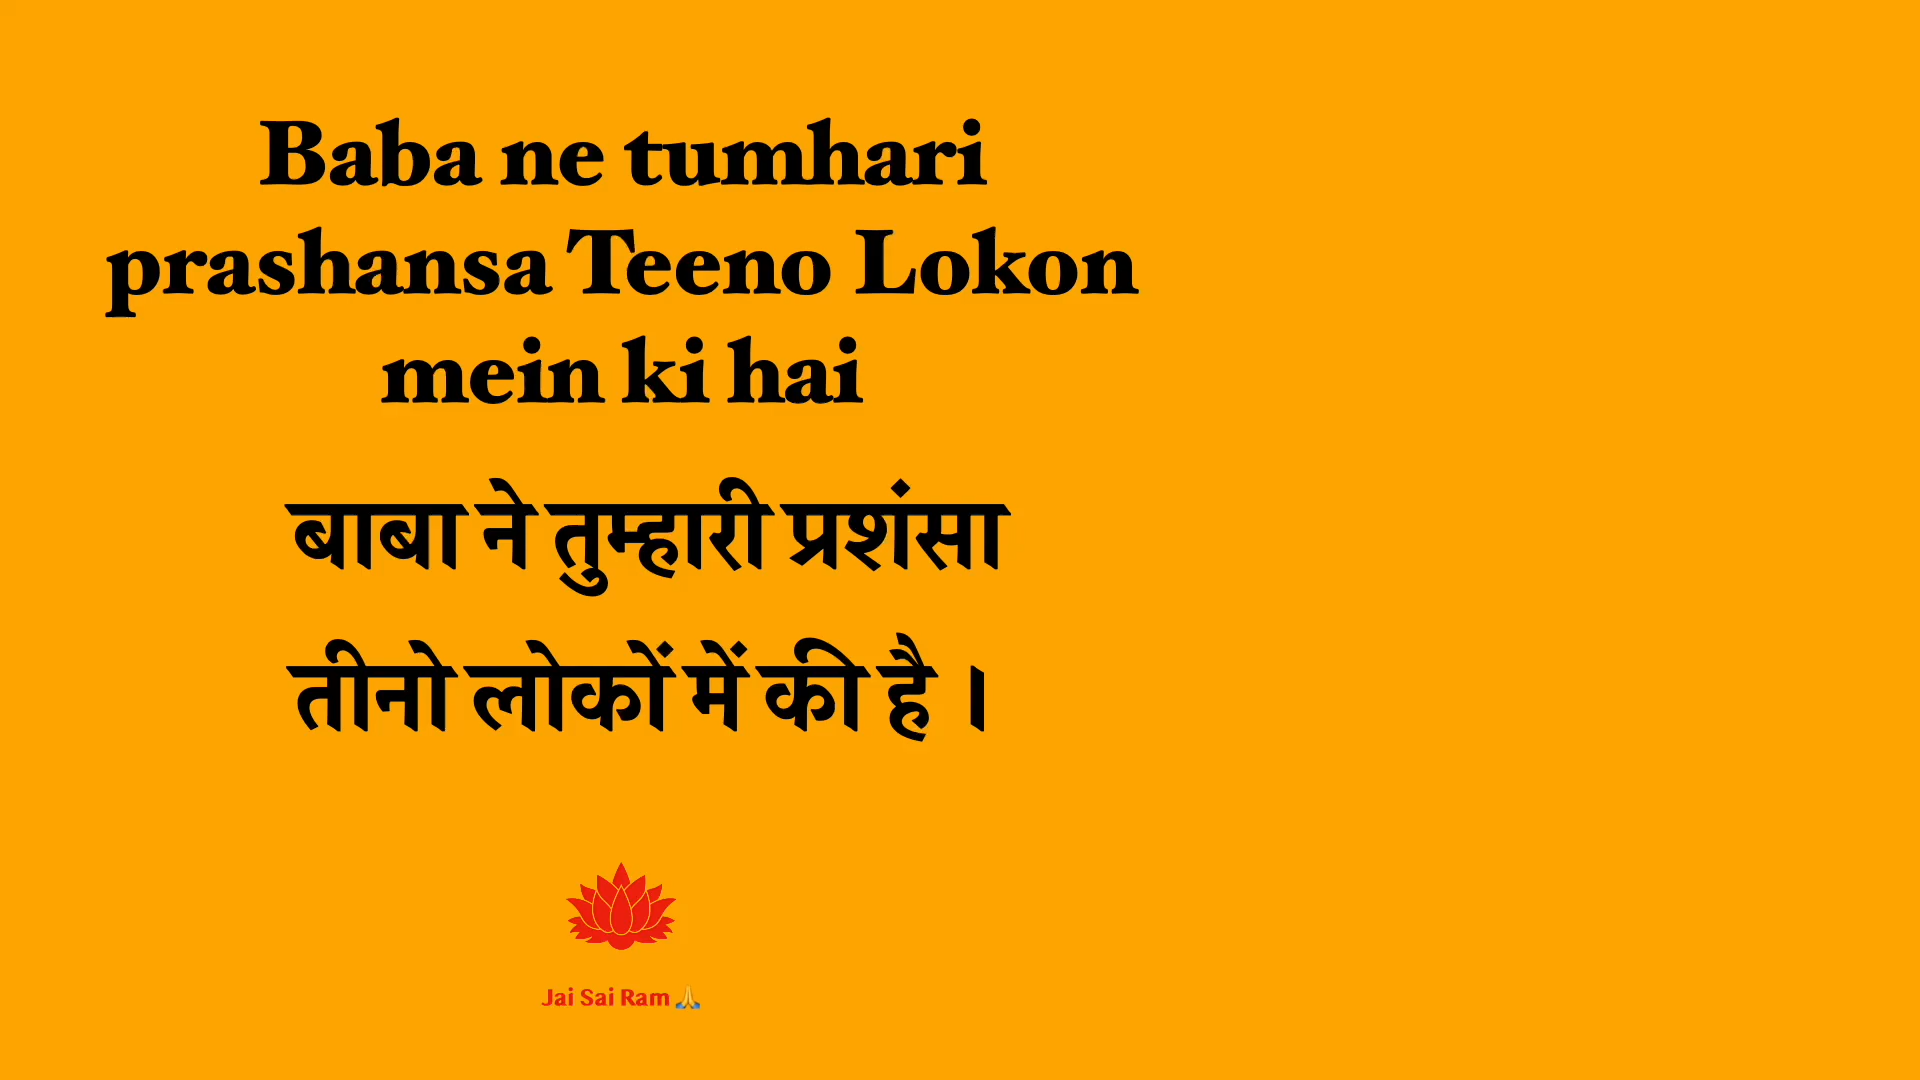 Baba ne tumhari
prashansa Teeno Lokon
mein ki hai
बाबा ने तुम्हारी प्रशंसा
तीनो लोकों में की है ।
Jai Sai Ram 🙏